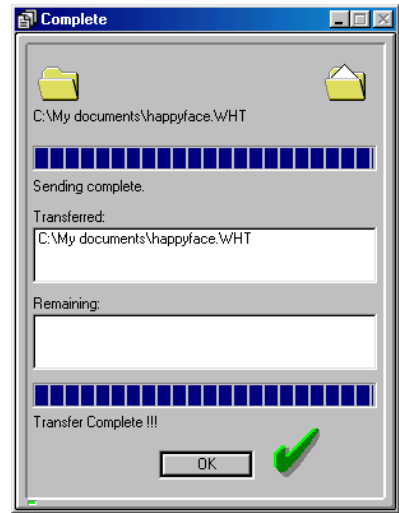 Complete
C:\My documents\happyface.WHT
Sending complete.
Transferred:
C:\My documents\happyface.WHT
Remaining:
Transfer Complete !!!
OK